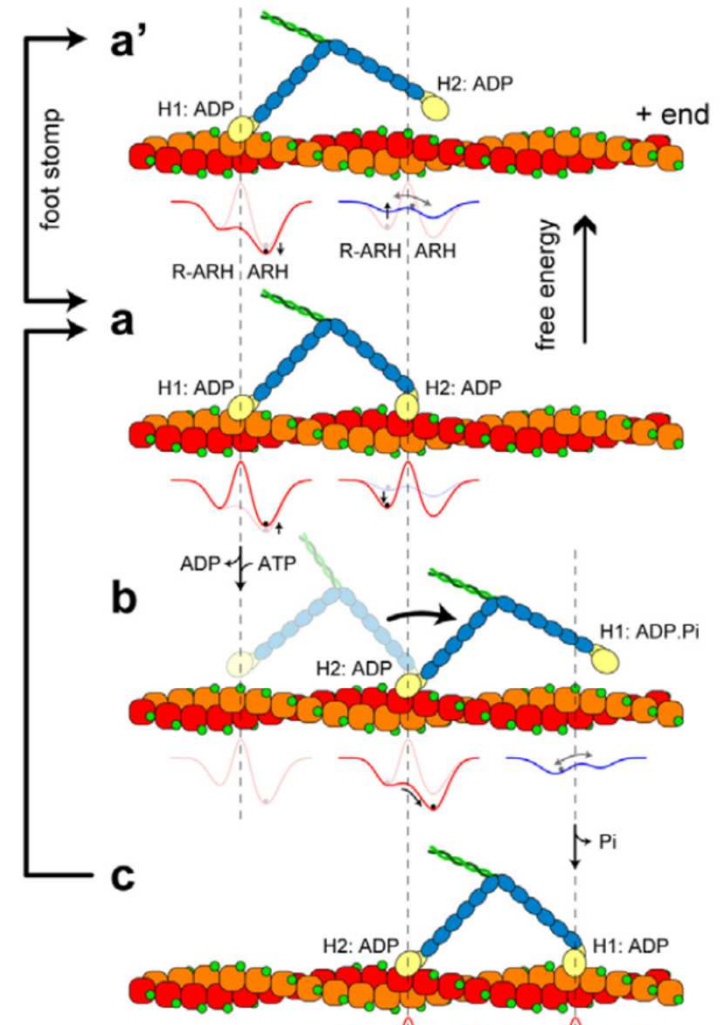 a’
H2: ADP
H1: ADP
+ end
foot stomp
R-ARH ARH
R-ARH ARH
free energy
a
H1: ADP
H2: ADP
ADP ATP
b
H1: ADP.Pi
H2: ADP
Pi
c
H2: ADP
H1: ADP